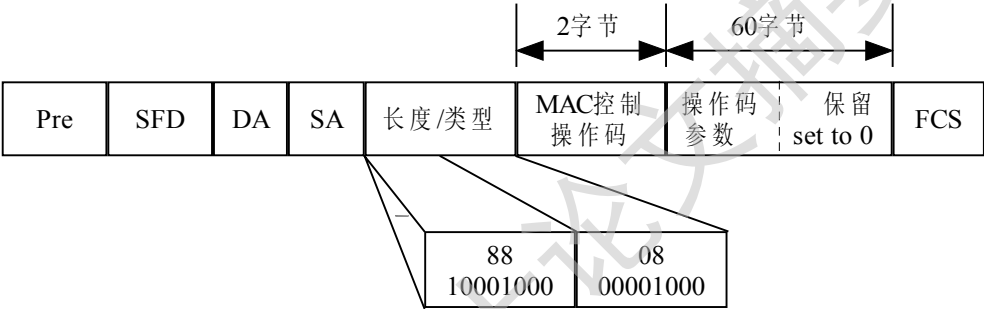 2字节
60字节
Pre
SFD
DA
SA
长度/类型
MAC控制
操作码
操作码
参数
保留
set to 0
FCS
88
10001000
08
00001000